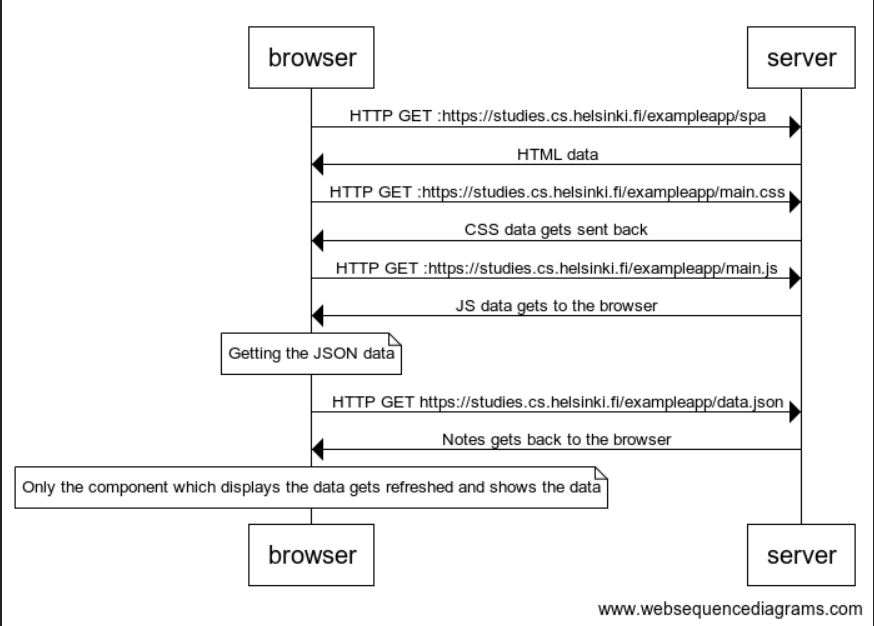 browser
server
HTTP GET :https://studies.cs.helsinki.fi/exampleapp/spa
HTML data
HTTP GET :https://studies.cs.helsinki.fi/exampleapp/main.css
CSS data gets sent back
HTTP GET :https://studies.cs.helsinki.fi/exampleapp/main.js
JS data gets to the browser
Getting the JSON data
HTTP GET https://studies.cs.helsinki.fi/exampleapp/data.json
Notes gets back to the browser
Only the component which displays the data gets refreshed and shows the data
browser
server
www.websequencediagrams.com